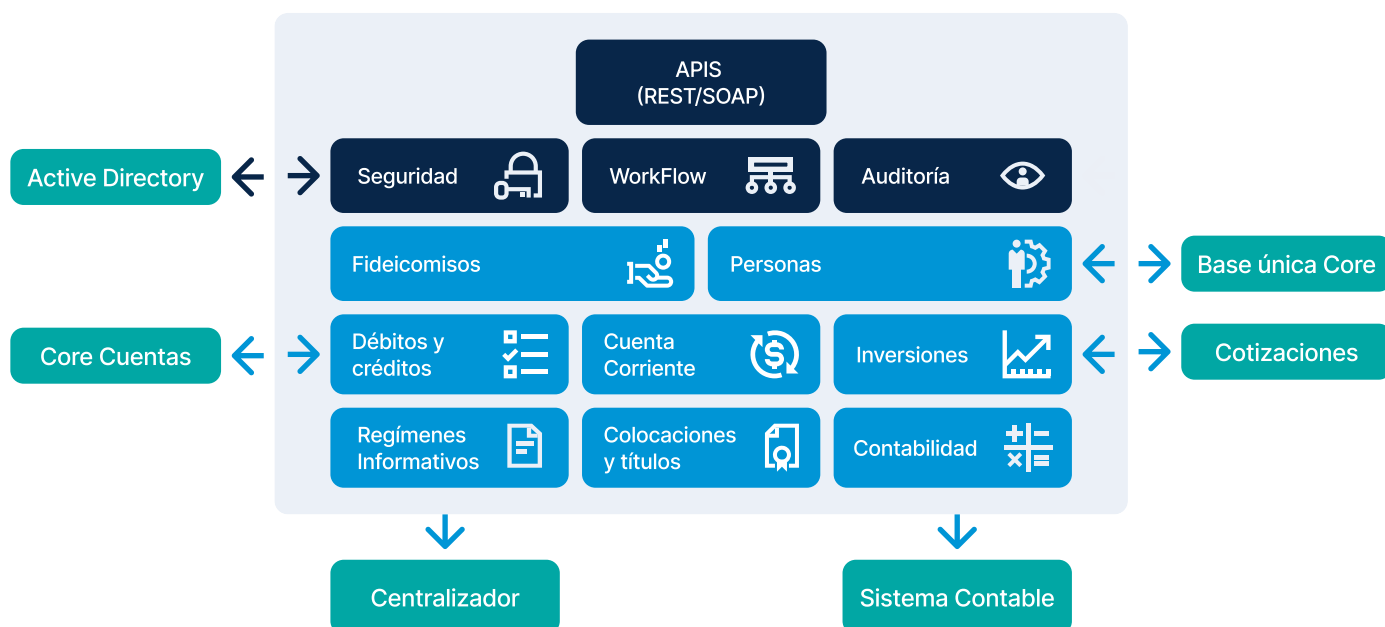 APIS
(REST/SOAP)
Active Directory
Seguridad
WorkFlow
Auditoría
Fideicomisos
Personas
Base única Core
Core Cuentas
Débitos y
créditos
Cuenta
Corriente
Inversiones
Cotizaciones
Regímenes
Informativos
Colocaciones
y títulos
Contabilidad
Centralizador
Sistema Contable